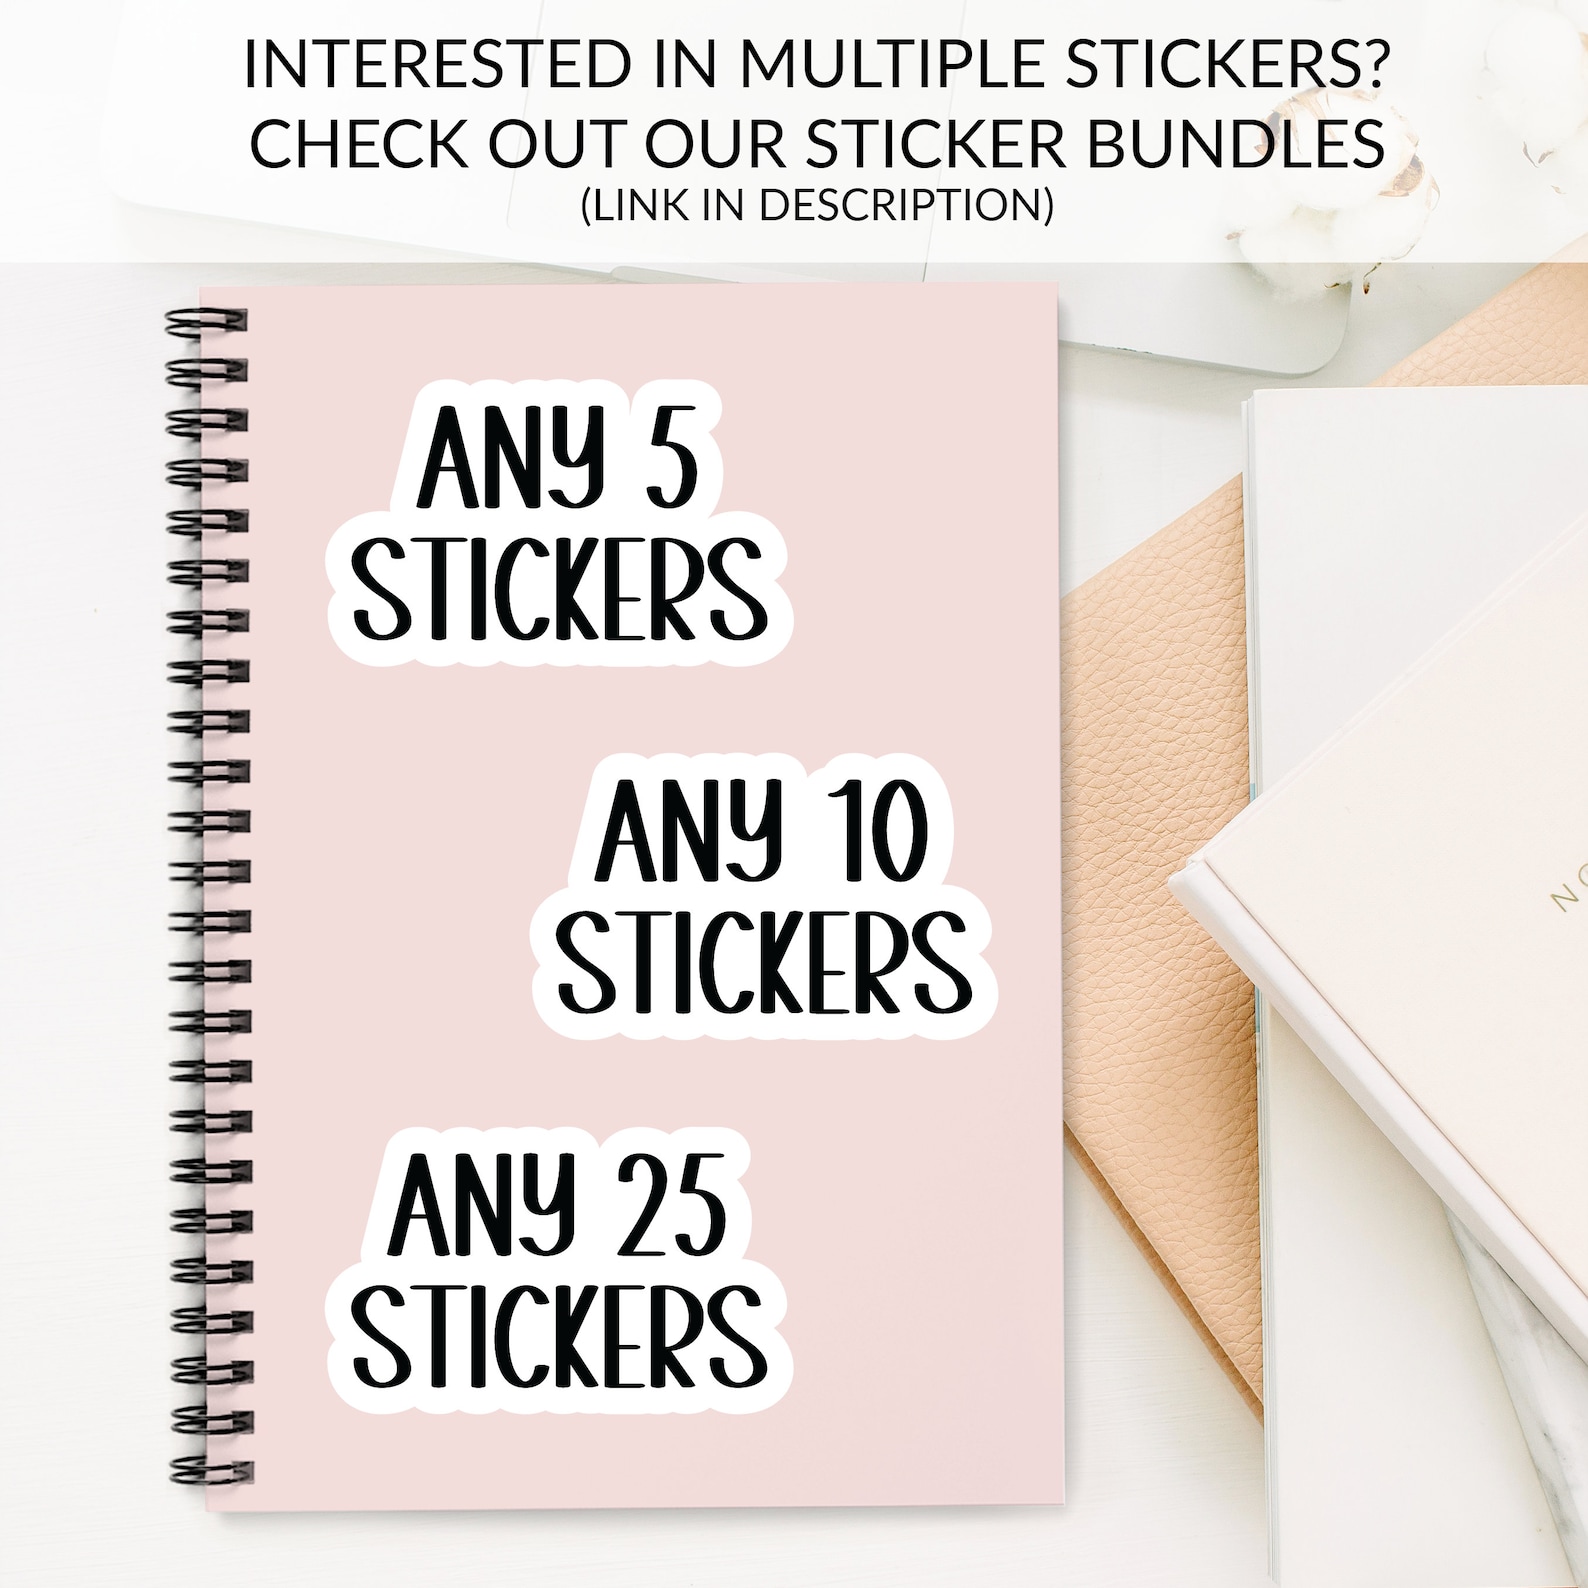 INTERESTED IN MULTIPLE STICKERS?
CHECK OUT OUR STICKER BUNDLES
(LINK IN DESCRIPTION)
ANY 5
STICKERS
ANY 10
STICKERS
ANY 25
STICKERS